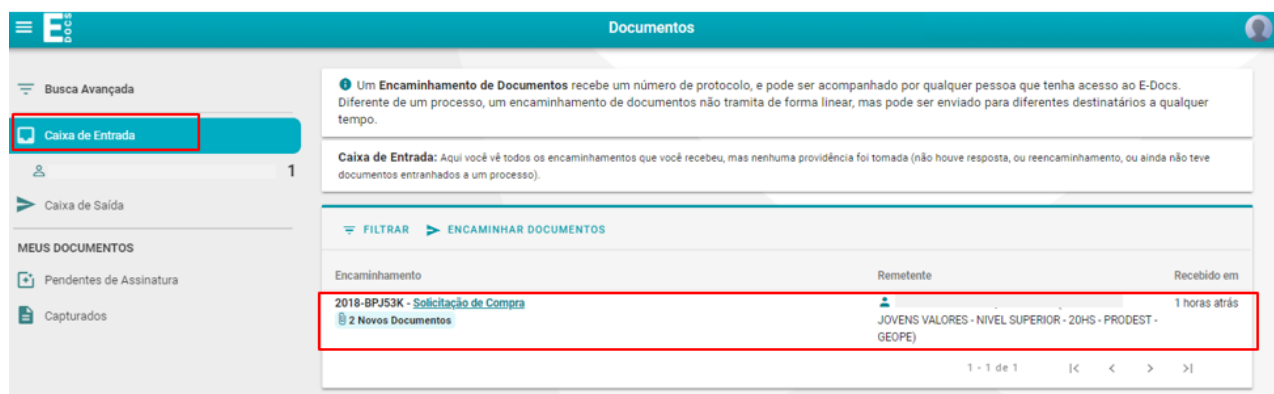 E DOCS
Documentos
Busca Avançada
Caixa de Entrada
1
Caixa de Saída
MEUS DOCUMENTOS
Pendentes de Assinatura
Capturados
Um Encaminhamento de Documentos recebe um número de protocolo, e pode ser acompanhado por qualquer pessoa que tenha acesso ao E-Docs.
Diferente de um processo, um encaminhamento de documentos não tramita de forma linear, mas pode ser enviado para diferentes destinatários a qualquer
tempo.
Caixa de Entrada: Aqui você vê todos os encaminhamentos que você recebeu, mas nenhuma providência foi tomada (não houve resposta, ou reencaminhamento, ou ainda não teve
documentos entranhados a um processo).
FILTRAR ENCAMINHAR DOCUMENTOS
Encaminhamento Remetente Recebido em
2018-BPJ53K - Solicitação de Compra 1 horas atrás
2 Novos Documentos JOVENS VALORES - NIVEL SUPERIOR - 20HS - PRODEST -
GEOPE)
1 - 1 de 1 |< < > >|